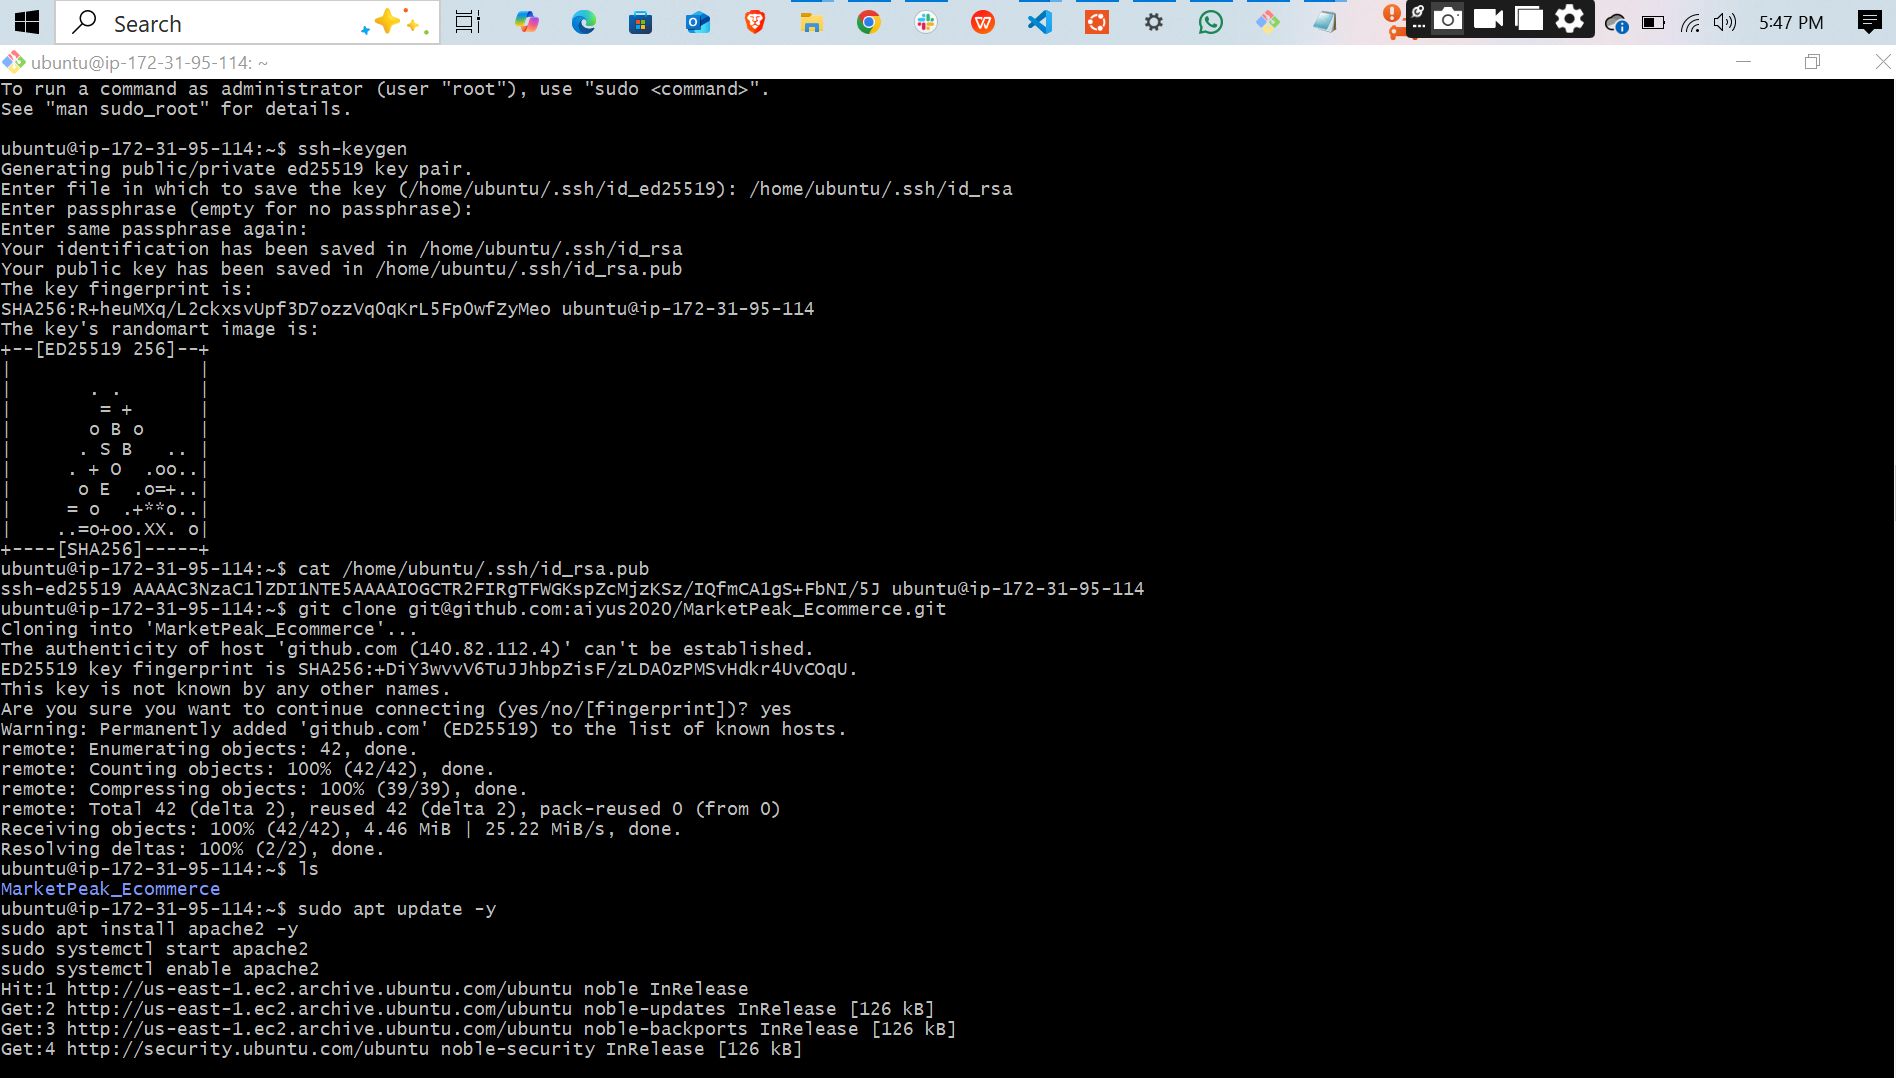 Search
5:47 PM
ubuntu@ip-172-31-95-114: ~
To run a command as administrator (user "root"), use "sudo <command>".
See "man sudo_root" for details.
ubuntu@ip-172-31-95-114:~$ ssh-keygen
Generating public/private ed25519 key pair.
Enter file in which to save the key (/home/ubuntu/.ssh/id_ed25519): /home/ubuntu/.ssh/id_rsa
Enter passphrase (empty for no passphrase):
Enter same passphrase again:
Your identification has been saved in /home/ubuntu/.ssh/id_rsa
Your public key has been saved in /home/ubuntu/.ssh/id_rsa.pub
The key fingerprint is:
SHA256:R+heuMXq/L2ckxsvUpf3D7ozzVq0qKrL5Fp0wfZyMeo ubuntu@ip-172-31-95-114
The key's randomart image is:
+--[ED25519 256]--+
|                 |
|       . .       |
|        = +      |
|       o B o     |
|      . S B   .. |
|     . + O  .oo..|
|      o E  .o=+..|
|     = o  .+**o..|
|    ..=o+oo.XX. o|
+----[SHA256]-----+
ubuntu@ip-172-31-95-114:~$ cat /home/ubuntu/.ssh/id_rsa.pub
ssh-ed25519 AAAAC3NzaC1lZDI1NTE5AAAAIOGCTR2FIRgTFWGKspZcMjzKSz/IQfmCA1gS+FbNI/5J ubuntu@ip-172-31-95-114
ubuntu@ip-172-31-95-114:~$ git clone git@github.com:aiyus2020/MarketPeak_Ecommerce.git
Cloning into 'MarketPeak_Ecommerce'...
The authenticity of host 'github.com (140.82.112.4)' can't be established.
ED25519 key fingerprint is SHA256:+DiY3wvvV6TuJJhbpZisF/zLDA0zPMSvHdkr4UvCOqU.
This key is not known by any other names.
Are you sure you want to continue connecting (yes/no/[fingerprint])? yes
Warning: Permanently added 'github.com' (ED25519) to the list of known hosts.
remote: Enumerating objects: 42, done.
remote: Counting objects: 100% (42/42), done.
remote: Compressing objects: 100% (39/39), done.
remote: Total 42 (delta 2), reused 42 (delta 2), pack-reused 0 (from 0)
Receiving objects: 100% (42/42), 4.46 MiB | 25.22 MiB/s, done.
Resolving deltas: 100% (2/2), done.
ubuntu@ip-172-31-95-114:~$ ls
MarketPeak_Ecommerce
ubuntu@ip-172-31-95-114:~$ sudo apt update -y
sudo apt install apache2 -y
sudo systemctl start apache2
sudo systemctl enable apache2
Hit:1 http://us-east-1.ec2.archive.ubuntu.com/ubuntu noble InRelease
Get:2 http://us-east-1.ec2.archive.ubuntu.com/ubuntu noble-updates InRelease [126 kB]
Get:3 http://us-east-1.ec2.archive.ubuntu.com/ubuntu noble-backports InRelease [126 kB]
Get:4 http://security.ubuntu.com/ubuntu noble-security InRelease [126 kB]